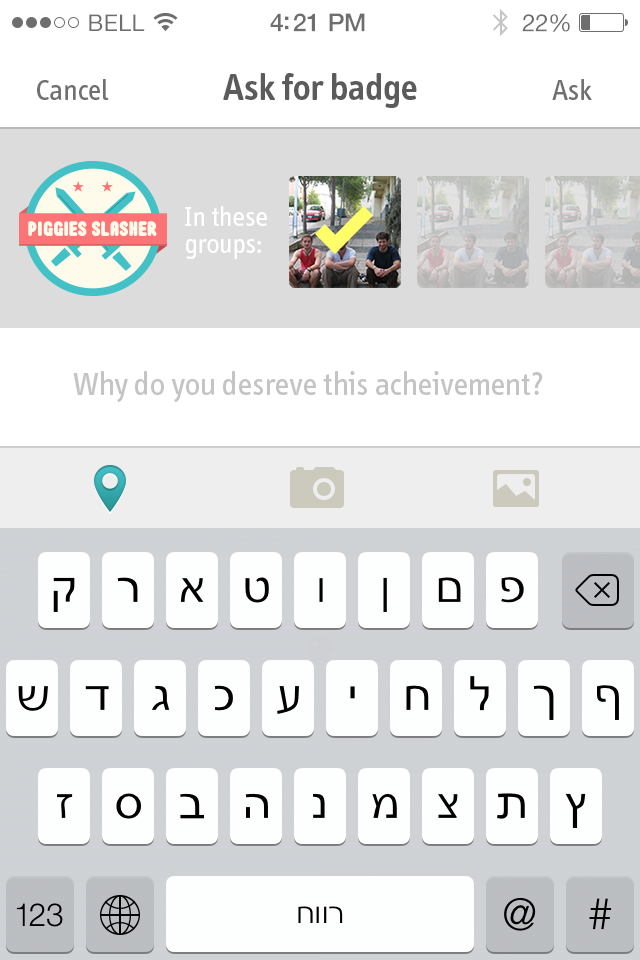 BELL 4:21 PM 22%
Cancel Ask for badge Ask
PIGGIES SLASHER
In these
groups:
Why do you desreve this acheivement?
ק ר א ט ו ן ם פ
ש ד ג כ ע י ח ל ך ף
ז ס ב ה נ מ צ ת ץ
123 רווח @ #